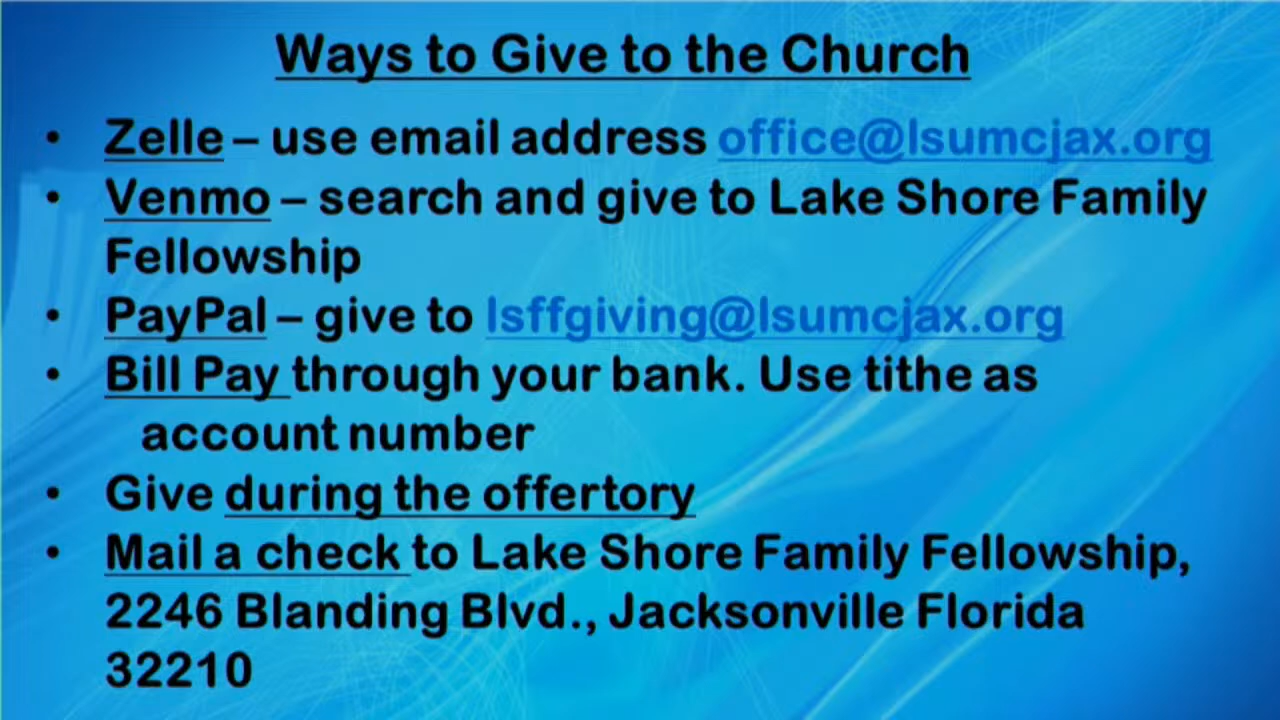 Ways to Give to the Church
• Zelle – use email address office@lsumcjax.org
• Venmo – search and give to Lake Shore Family
Fellowship
• PayPal – give to lsffgiving@lsumcjax.org
• Bill Pay through your bank. Use tithe as
account number
• Give during the offertory
• Mail a check to Lake Shore Family Fellowship,
2246 Blanding Blvd., Jacksonville Florida
32210